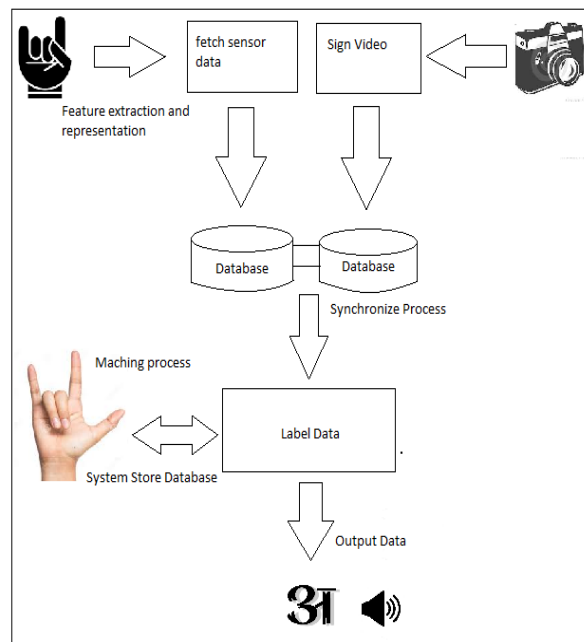 fetch sensor
data
Sign Video
Feature extraction and
representation
Database
Database
Synchronize Process
Maching process
Label Data
System Store Database
Output Data
अ